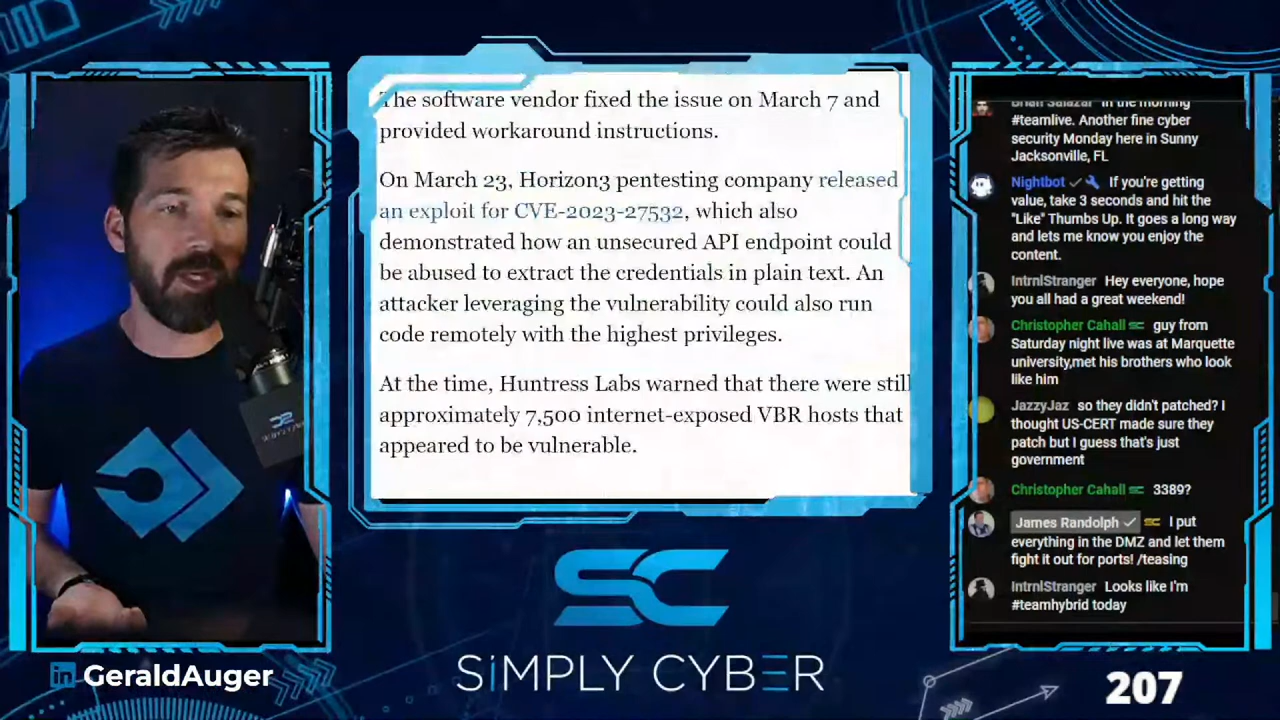 The software vendor fixed the issue on March 7 and
provided workaround instructions.
On March 23, Horizon3 pentesting company released
an exploit for CVE-2023-27532, which also
demonstrated how an unsecured API endpoint could
be abused to extract the credentials in plain text. An
attacker leveraging the vulnerability could also run
code remotely with the highest privileges.
At the time, Huntress Labs warned that there were still
approximately 7,500 internet-exposed VBR hosts that
appeared to be vulnerable.
Brian Salazar In the morning
#teamlive. Another fine cyber
security Monday here in Sunny
Jacksonville, FL
Nightbot If you're getting
value, take 3 seconds and hit the
"Like" Thumbs Up. It goes a long way
and lets me know you enjoy the
content.
IntrnlStranger Hey everyone, hope
you all had a great weekend!
Christopher Cahall SC guy from
Saturday night live was at Marquette
university,met his brothers who look
like him
JazzyJaz so they didn't patched? I
thought US-CERT made sure they
patch but I guess that's just
government
Christopher Cahall SC 3389?
James Randolph SC I put
everything in the DMZ and let them
fight it out for ports! /teasing
IntrnlStranger Looks like I'm
#teamhybrid today
SC
SiMPLY CYBER
in GeraldAuger
207